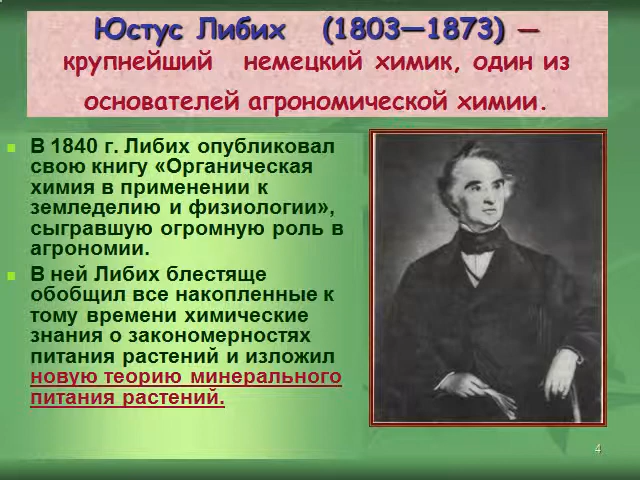 Юстус Либих (1803—1873) —
крупнейший немецкий химик, один из
основателей агрономической химии.
В 1840 г. Либих опубликовал
свою книгу «Органическая
химия в применении к
земледелию и физиологии»,
сыгравшую огромную роль в
агрономии.
В ней Либих блестяще
обобщил все накопленные к
тому времени химические
знания о закономерностях
питания растений и изложил
новую теорию минерального
питания растений.
4